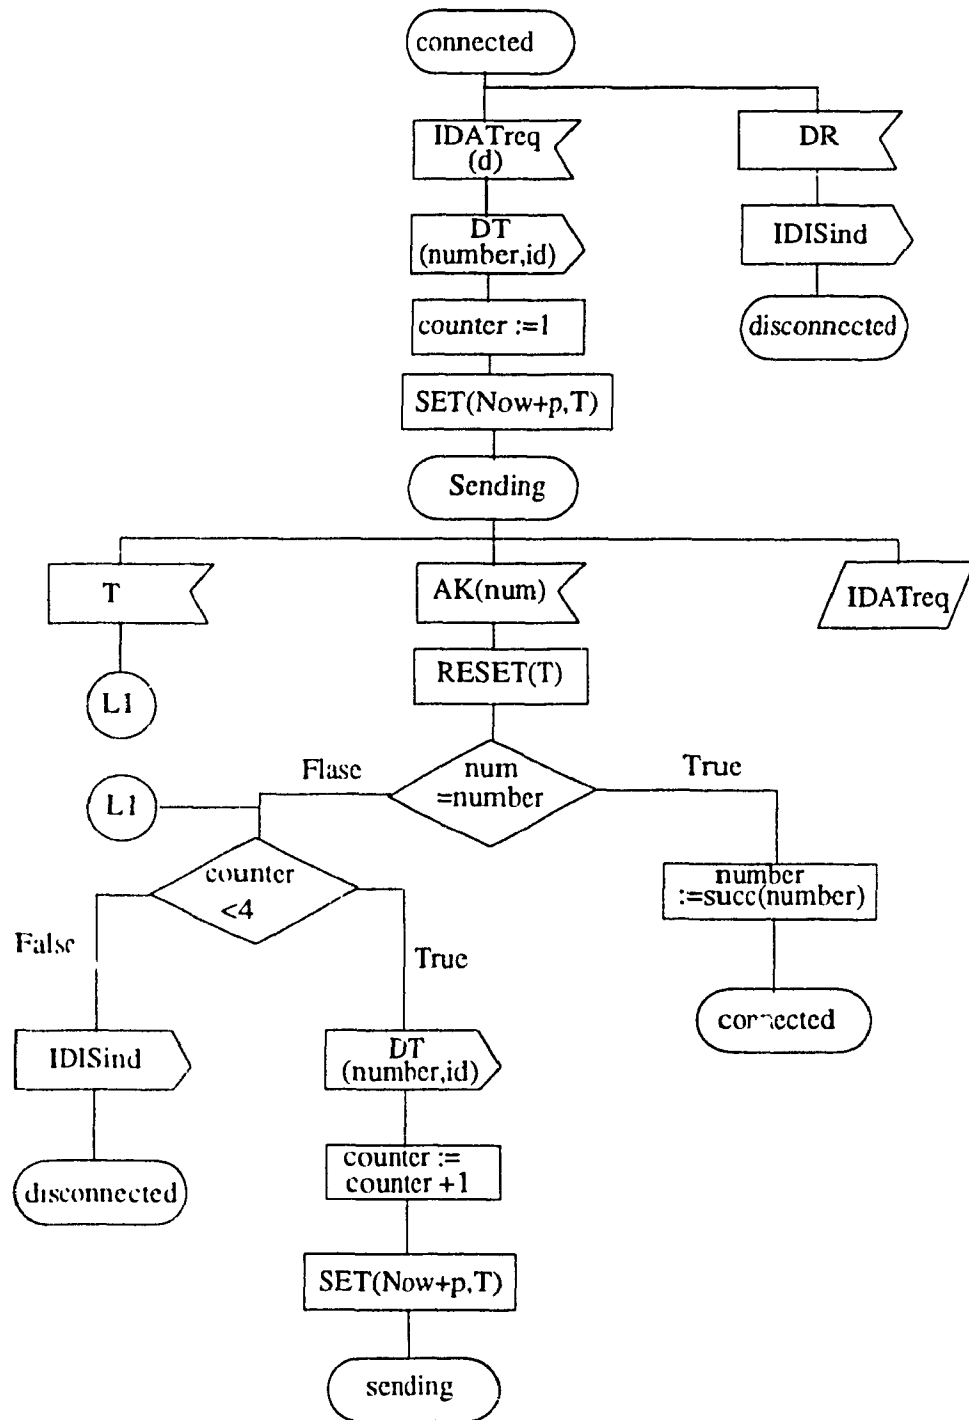 connected
IDATreq
(d)
DR
DT
(number,id)
IDISind
counter :=1
disconnected
SET(Now+p,T)
Sending
T
AK(num)
IDATreq
RESET(T)
L1
Flase
num
=number
True
L1
counter
<4
number
:=succ(number)
False
True
connected
IDISind
DT
(number,id)
counter :=
counter +1
disconnected
SET(Now+p,T)
sending